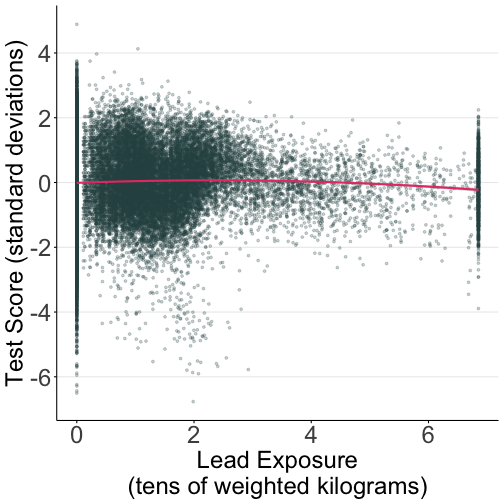 Test Score (standard deviations)
4
2
0
-2
-4
-6
0 2 4 6
Lead Exposure
(tens of weighted kilograms)